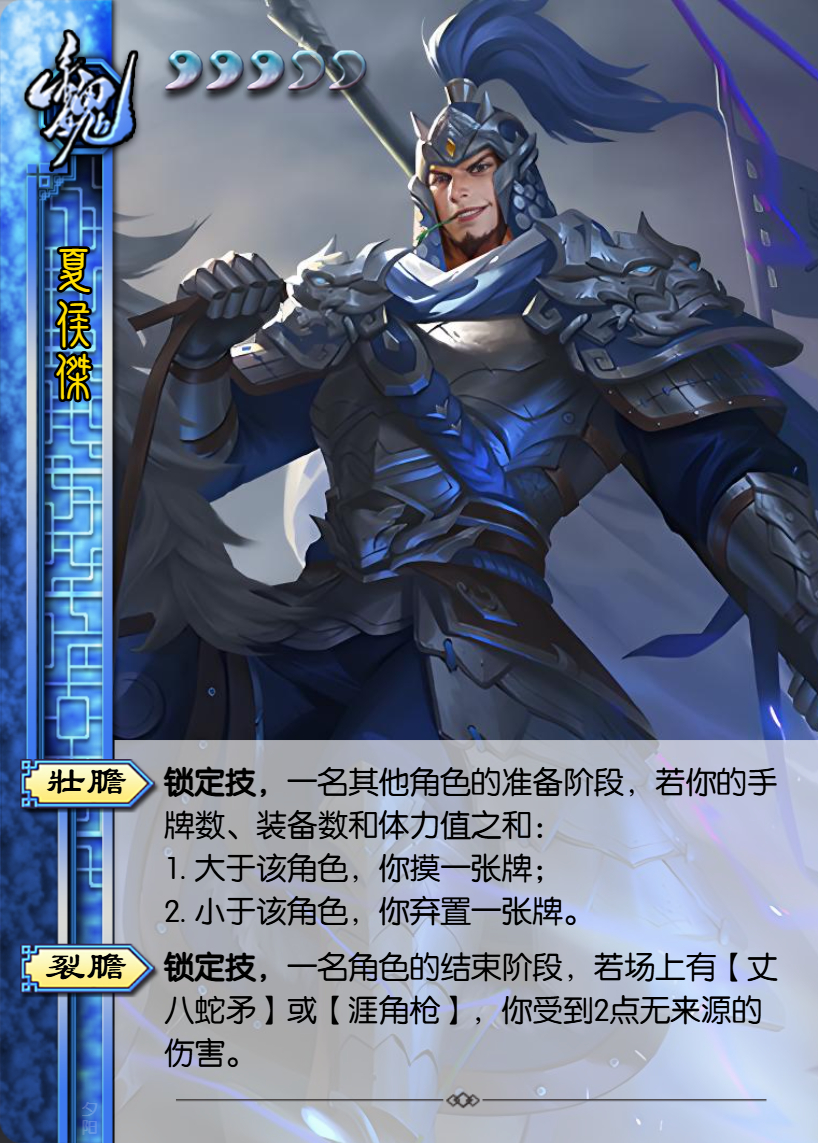 魏
夏侯傑
壯膽
锁定技，一名其他角色的准备阶段，若你的手
牌数、装备数和体力值之和：
1. 大于该角色，你摸一张牌；
2. 小于该角色，你弃置一张牌。
裂膽
锁定技，一名角色的结束阶段，若场上有【丈
八蛇矛】或【涯角枪】，你受到2点无来源的
伤害。
夕阳